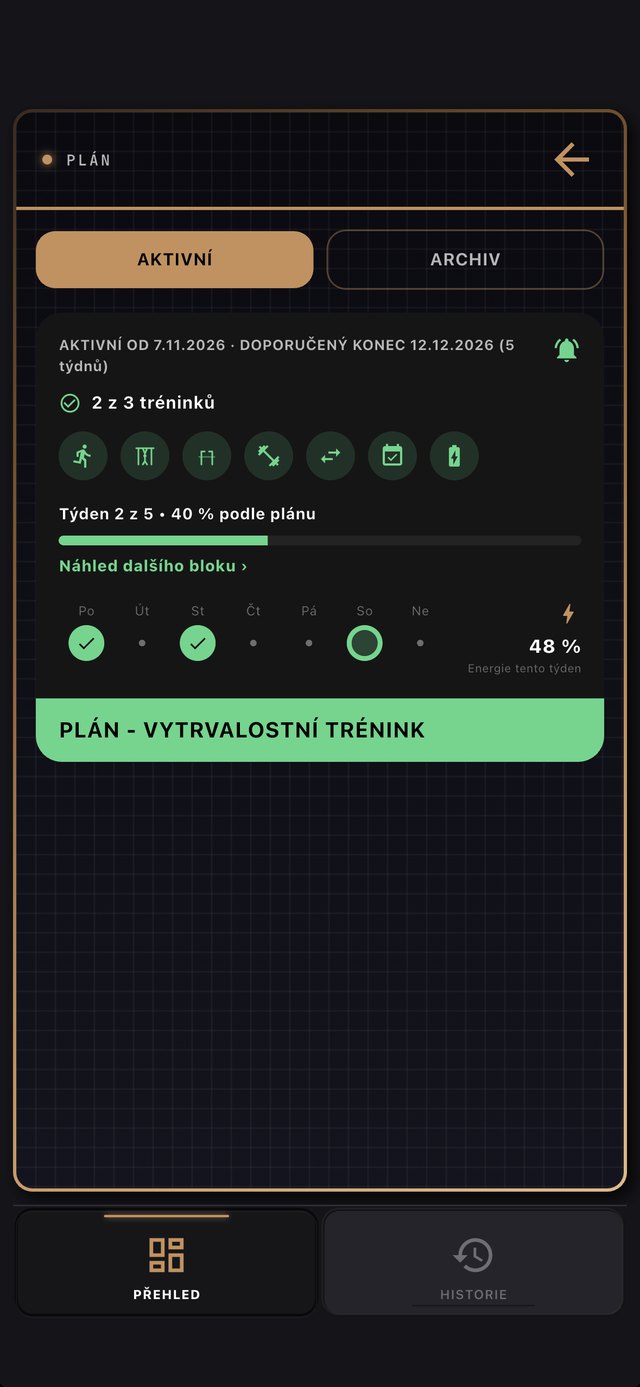 PLÁN
AKTIVNÍ
ARCHIV
AKTIVNÍ OD 7.11.2026 · DOPORUČENÝ KONEC 12.12.2026 (5
týdnů)
2 z 3 tréninků
Týden 2 z 5 • 40 % podle plánu
Náhled dalšího bloku ›
Po Út St Čt Pá So Ne
48 %
Energie tento týden
PLÁN - VYTRVALOSTNÍ TRÉNINK
PŘEHLED
HISTORIE